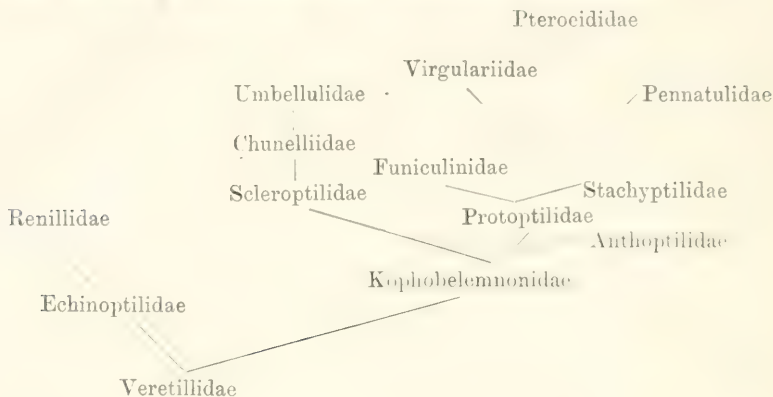 Pterocididae
Virgulariidae
Umbellulidae
Pennatulidae
Chunelliidae
Funiculinidae
Scleroptilidae
Stachyptilidae
Renillidae
Protoptilidae
Anthoptilidae
Kophobelemnonidae
Echinoptilidae
Veretillidae